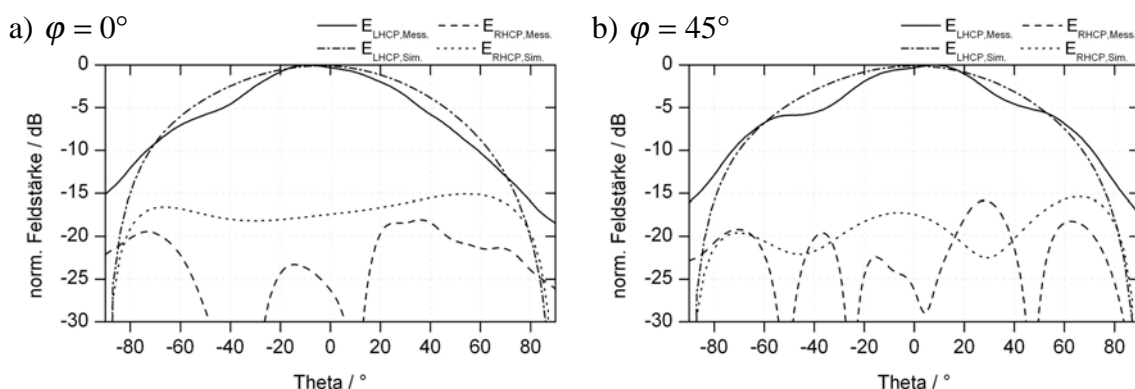 a) φ = 0°
E_LHCP,Mess. E_RHCP,Mess.
E_LHCP,Sim. E_RHCP,Sim.
norm. Feldstärke / dB
0
-5
-10
-15
-20
-25
-30
-80 -60 -40 -20 0 20 40 60 80
Theta / °
b) φ = 45°
E_LHCP,Mess. E_RHCP,Mess.
E_LHCP,Sim. E_RHCP,Sim.
norm. Feldstärke / dB
0
-5
-10
-15
-20
-25
-30
-80 -60 -40 -20 0 20 40 60 80
Theta / °